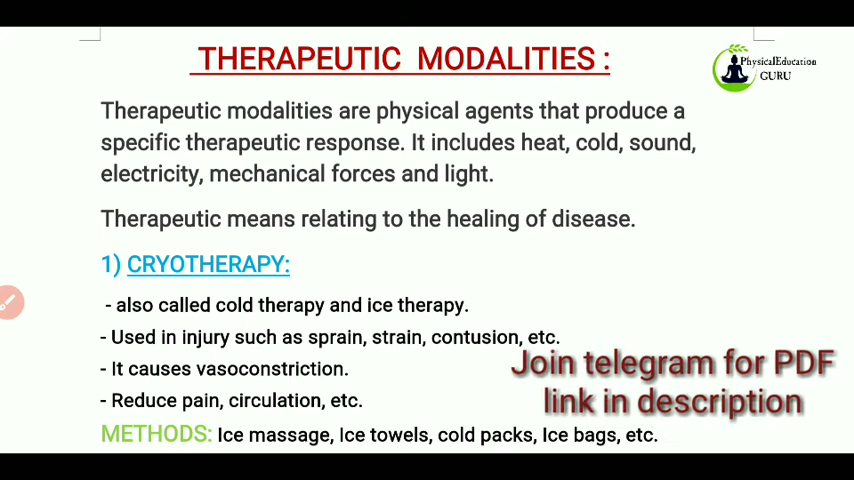 THERAPEUTIC MODALITIES :
PhysicalEducation
GURU
Therapeutic modalities are physical agents that produce a
specific therapeutic response. It includes heat, cold, sound,
electricity, mechanical forces and light.
Therapeutic means relating to the healing of disease.
1) CRYOTHERAPY:
- also called cold therapy and ice therapy.
- Used in injury such as sprain, strain, contusion, etc.
- It causes vasoconstriction.
- Reduce pain, circulation, etc.
Join telegram for PDF
link in description
METHODS: Ice massage, Ice towels, cold packs, Ice bags, etc.